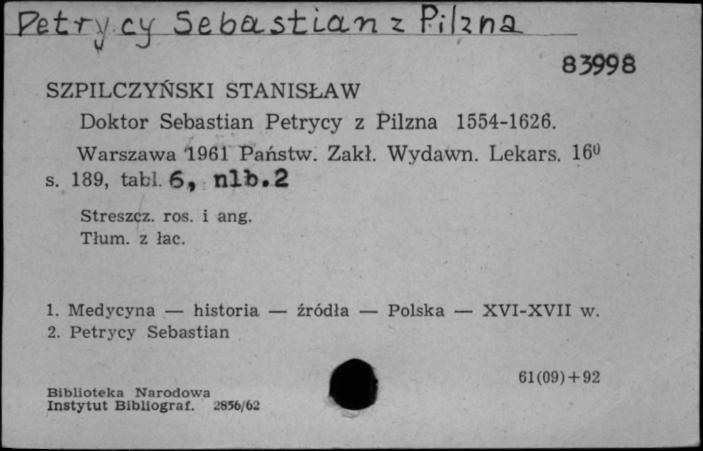 Petrycy Sebastian z Pilzna
83998
SZPILCZYŃSKI STANISŁAW
Doktor Sebastian Petrycy z Pilzna 1554-1626.
Warszawa 1961 Państw. Zakł. Wydawn. Lekars. 16⁰
s. 189, tabl. 6, nlb.2
Streszcz. ros. i ang.
Tłum. z łac.
1. Medycyna — historia — źródła — Polska — XVI-XVII w.
2. Petrycy Sebastian
61(09)+92
Biblioteka Narodowa
Instytut Bibliograf. 2856/62